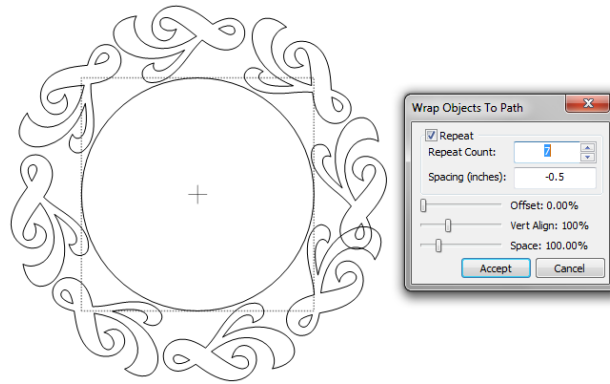 Wrap Objects To Path
Repeat
Repeat Count: 7
Spacing (inches): -0.5
Offset: 0.00%
Vert Align: 100%
Space: 100.00%
Accept Cancel